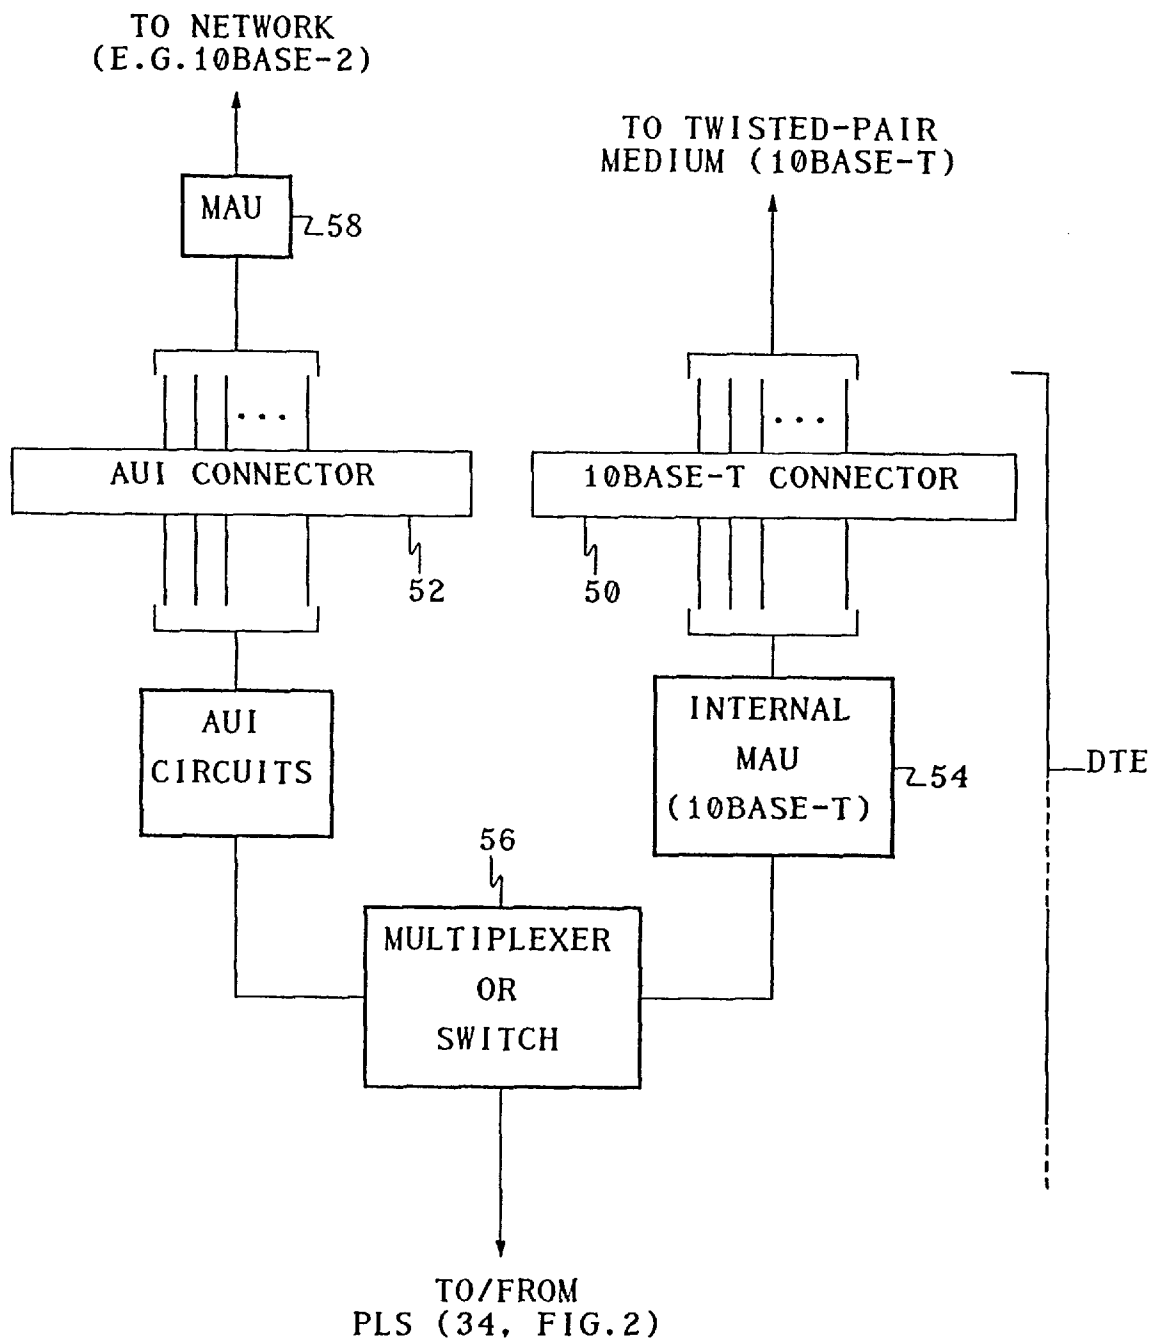 TO NETWORK
(E.G.10BASE-2)
TO TWISTED-PAIR
MEDIUM (10BASE-T)
MAU
58
...
...
AUI CONNECTOR
10BASE-T CONNECTOR
52
50
AUI
CIRCUITS
INTERNAL
MAU
(10BASE-T)
54
DTE
56
MULTIPLEXER
OR
SWITCH
TO/FROM
PLS (34, FIG.2)